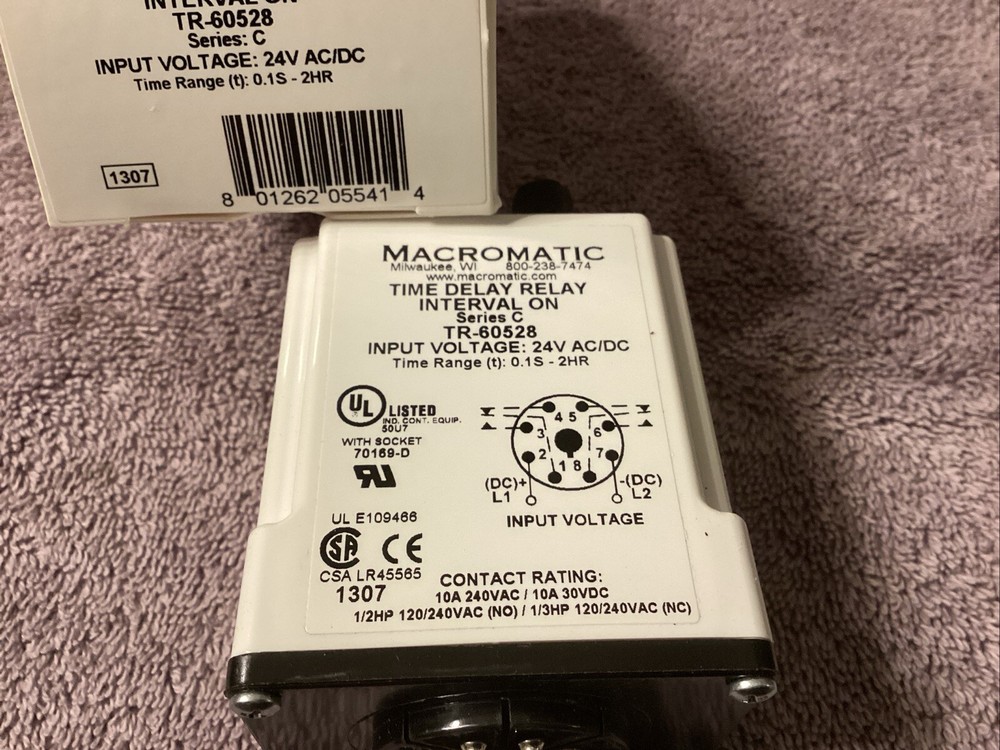 INTERVAL ON
TR-60528
Series: C
INPUT VOLTAGE: 24V AC/DC
Time Range (t): 0.1S - 2HR
1307
8 01262 05541 4
MACROMATIC
Milwaukee, WI 800-238-7474
www.macromatic.com
TIME DELAY RELAY
INTERVAL ON
Series C
TR-60528
INPUT VOLTAGE: 24V AC/DC
Time Range (t): 0.1S - 2HR
UL LISTED
IND. CONT. EQUIP.
50U7
WITH SOCKET
70169-D
4 5
3 6
2 7
1 8
(DC)+ -(DC)
L1 L2
INPUT VOLTAGE
UL E109466
CSA LR45565
1307
CONTACT RATING:
10A 240VAC / 10A 30VDC
1/2HP 120/240VAC (NO) / 1/3HP 120/240VAC (NC)